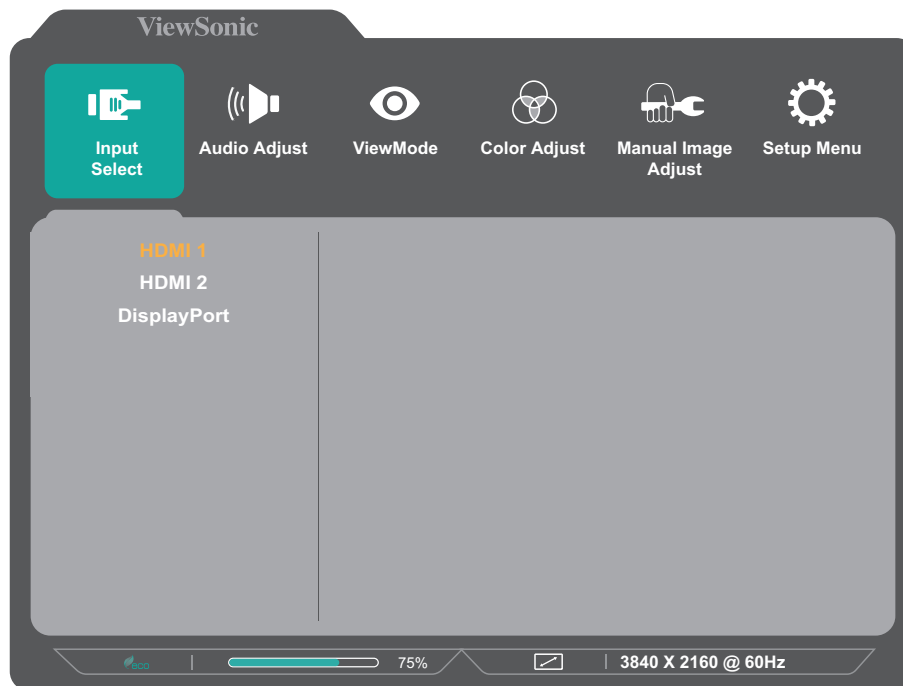 ViewSonic
Input
Select
Audio Adjust
ViewMode
Color Adjust
Manual Image
Adjust
Setup Menu
HDMI 1
HDMI 2
DisplayPort
ECO
75%
3840 X 2160 @ 60Hz